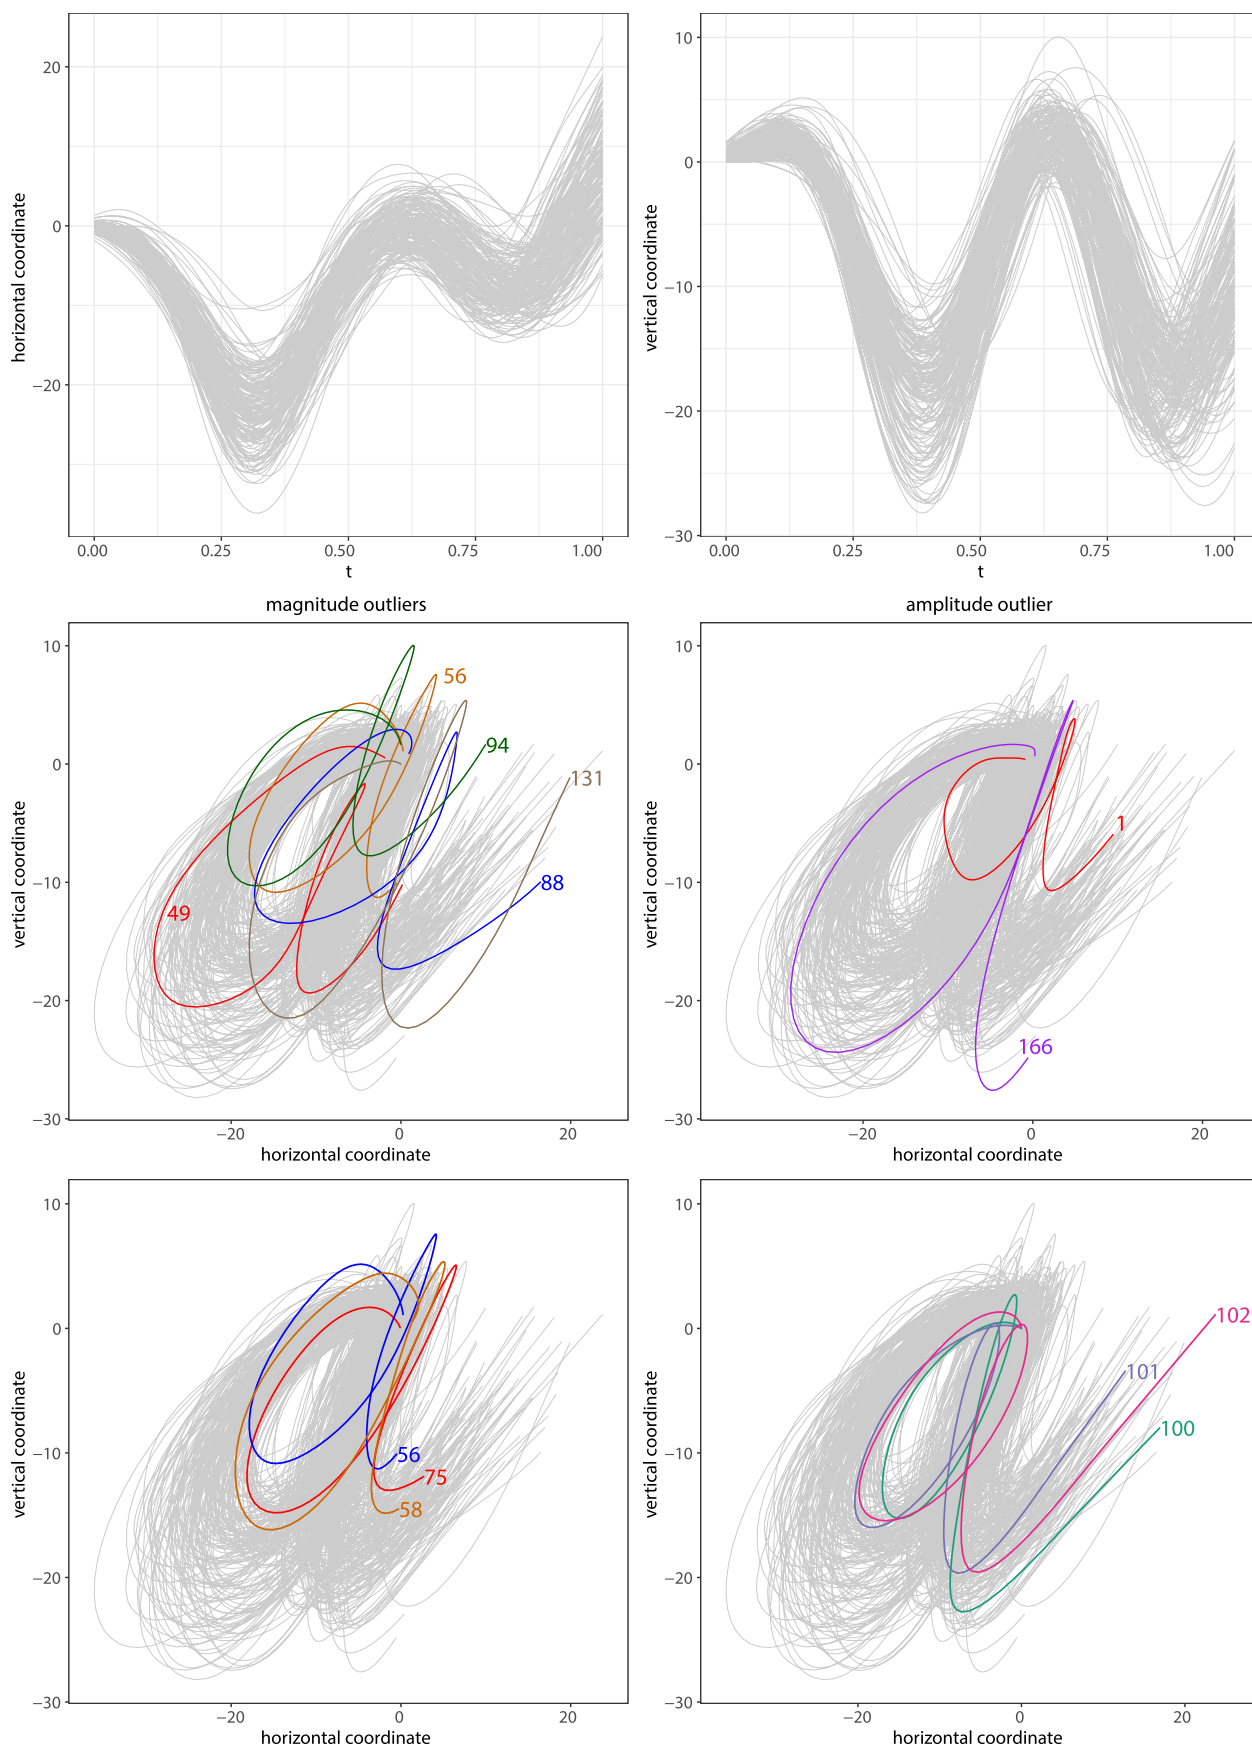 20
0
−20
horizontal coordinate
0.00 0.25 0.50 0.75 1.00
t
10
0
−10
−20
−30
vertical coordinate
0.00 0.25 0.50 0.75 1.00
t
magnitude outliers
10
0
−10
−20
−30
vertical coordinate
56
94
131
88
49
−20 0 20
horizontal coordinate
amplitude outlier
10
0
−10
−20
−30
vertical coordinate
1
166
−20 0 20
horizontal coordinate
10
0
−10
−20
−30
vertical coordinate
56
75
58
−20 0 20
horizontal coordinate
10
0
−10
−20
−30
vertical coordinate
102
101
100
−20 0 20
horizontal coordinate